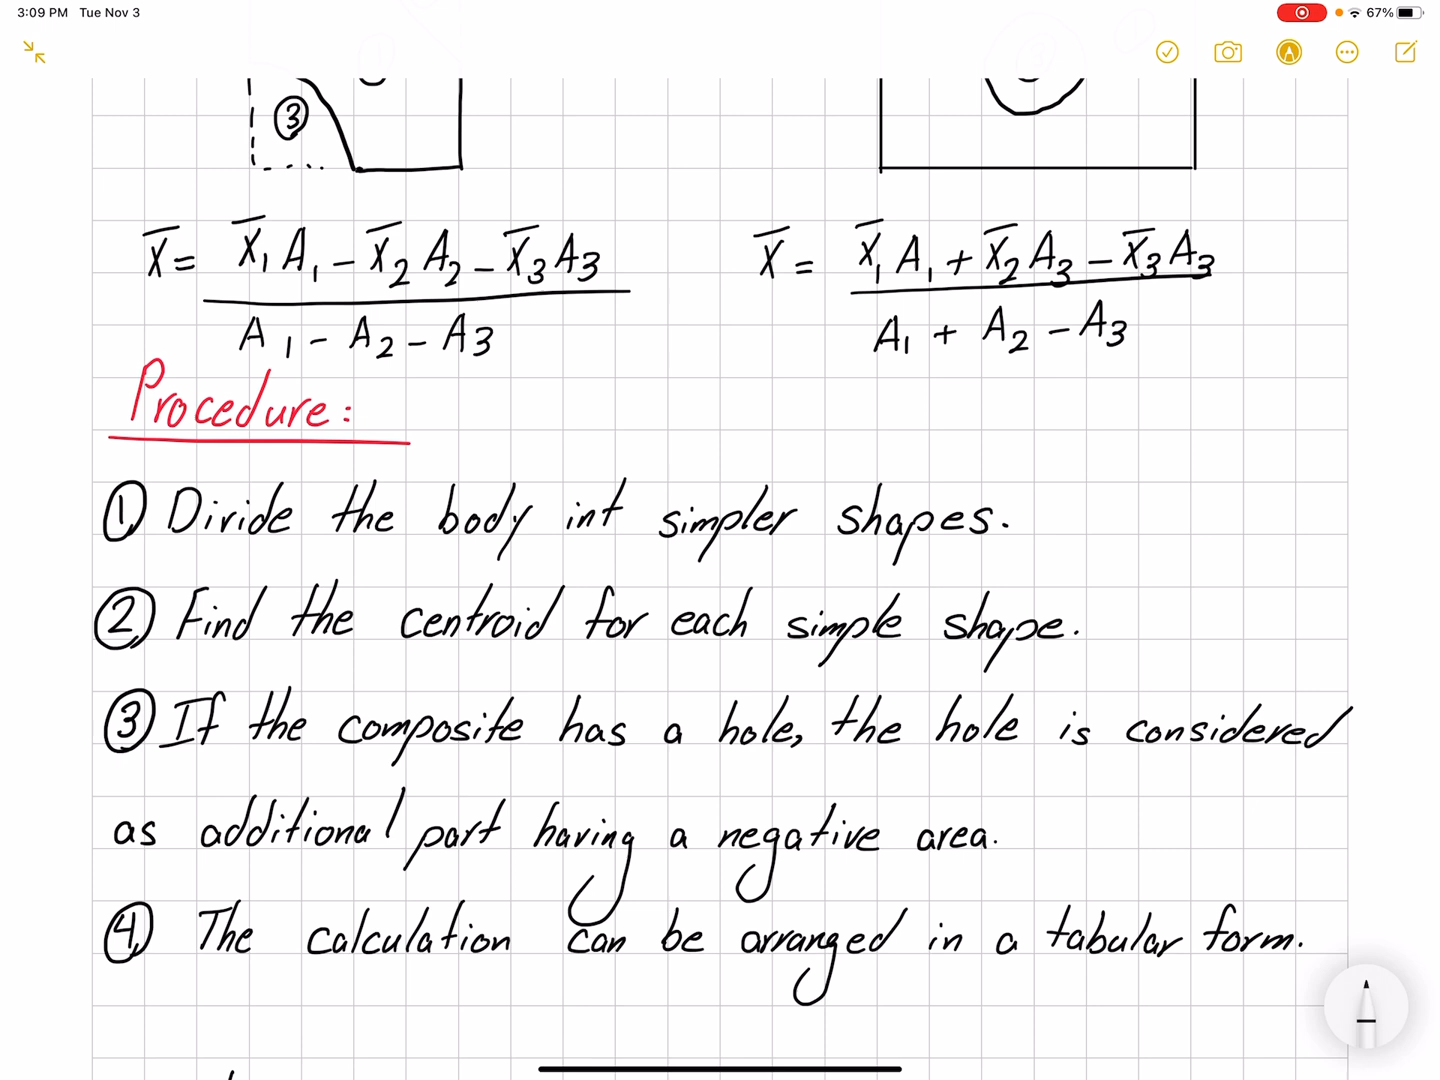 3:09 PM Tue Nov 3 67%
3
X̄ = X̄₁A₁ - X̄₂A₂ - X̄₃A₃ / A₁ - A₂ - A₃
X̄ = X̄₁A₁ + X̄₂A₃ - X̄₃A₃ / A₁ + A₂ - A₃
Procedure:
① Divide the body int simpler shapes.
② Find the centroid for each simple shape.
③ If the composite has a hole, the hole is considered
as additional part having a negative area.
④ The calculation can be arranged in a tabular form.